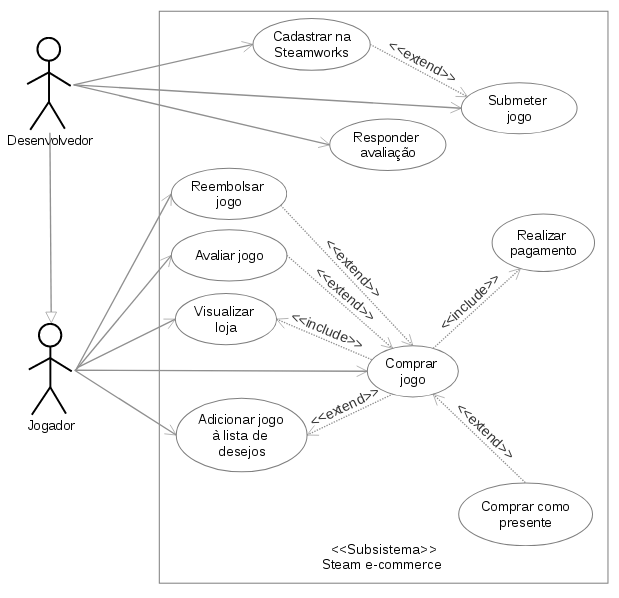 Cadastrar na
Steamworks
<<extend>>
Submeter
jogo
Desenvolvedor
Responder
avaliação
Reembolsar
jogo
<<extend>>
Realizar
pagamento
Avaliar jogo
<<extend>>
<<include>>
Visualizar
loja
<<include>>
Comprar
jogo
Jogador
Adicionar jogo
à lista de
desejos
<<extend>>
<<extend>>
Comprar como
presente
<<Subsistema>>
Steam e-commerce